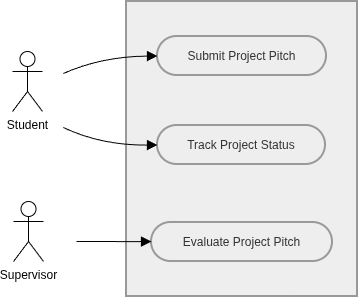 Submit Project Pitch
Student
Track Project Status
Evaluate Project Pitch
Supervisor